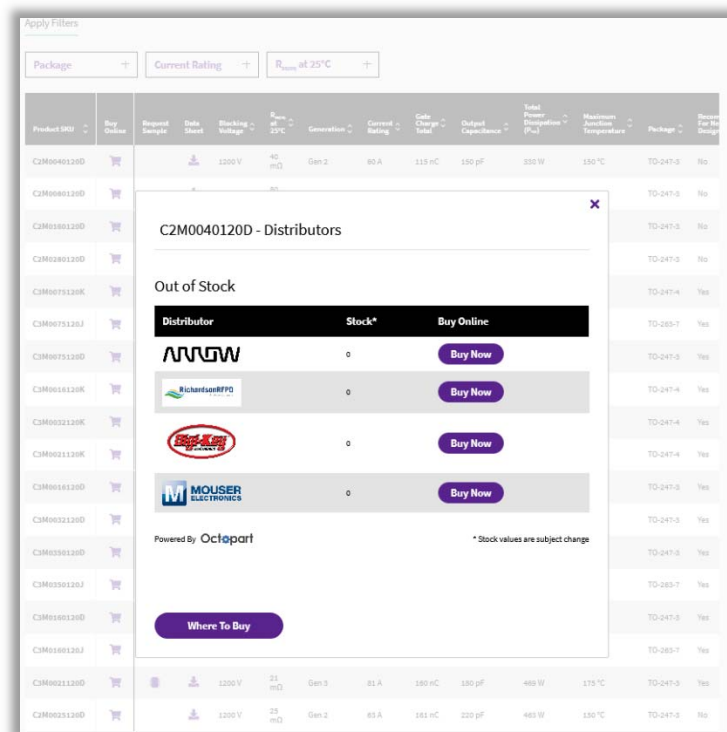 Apply Filters
Package +
Current Rating +
at 25°C +
Product SKU
Buy Online
Request Sample
Data Sheet
Blocking Voltage
at 25°C
Generation
Current Rating
Gate Charge Total
Output Capacitance
Total Power Dissipation
Maximum Junction Temperature
Package
C2M0040120D 1200 V 40 mΩ Gen 2 60 A 115 nC 150 pF 330 W 150 °C TO-247-3 No
C2M0080120D 80 TO-247-3 No
C2M0160120D TO-247-3 No
C2M0280120D TO-247-3 No
C3M0075120K TO-247-4 Yes
C3M0075120J TO-263-7 Yes
C3M0075120D TO-247-3 Yes
C3M0016120K TO-247-4 Yes
C3M0032120K TO-247-4 Yes
C3M0021120K TO-247-4 Yes
C3M0016120D TO-247-3 Yes
C3M0032120D TO-247-3 Yes
C3M0350120D TO-247-3 Yes
C3M0350120J TO-263-7 Yes
C3M0160120D TO-247-3 Yes
C3M0160120J TO-263-7 Yes
C3M0021120D 1200 V 21 mΩ Gen 3 81 A 160 nC 180 pF 469 W 175 °C TO-247-3 Yes
C2M0025120D 1200 V 25 mΩ Gen 2 63 A 161 nC 220 pF 463 W 150 °C TO-247-3 No
C2M0040120D - Distributors
Out of Stock
Distributor Stock* Buy Online
ARROW 0 Buy Now
RichardsonRFPD 0 Buy Now
Digi-Key 0 Buy Now
M MOUSER ELECTRONICS 0 Buy Now
Powered By Octopart * Stock values are subject change
Where To Buy